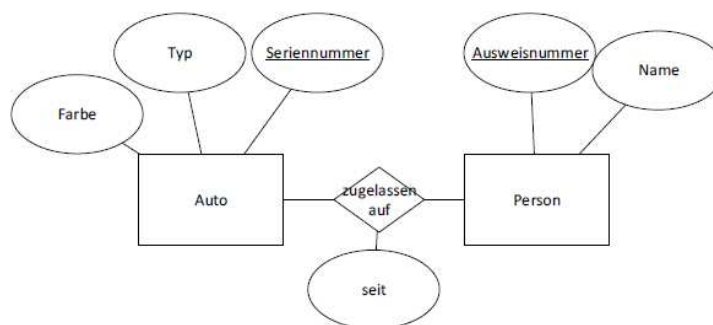 Typ
Seriennummer
Ausweisnummer
Name
Farbe
Auto
zugelassen
auf
Person
seit